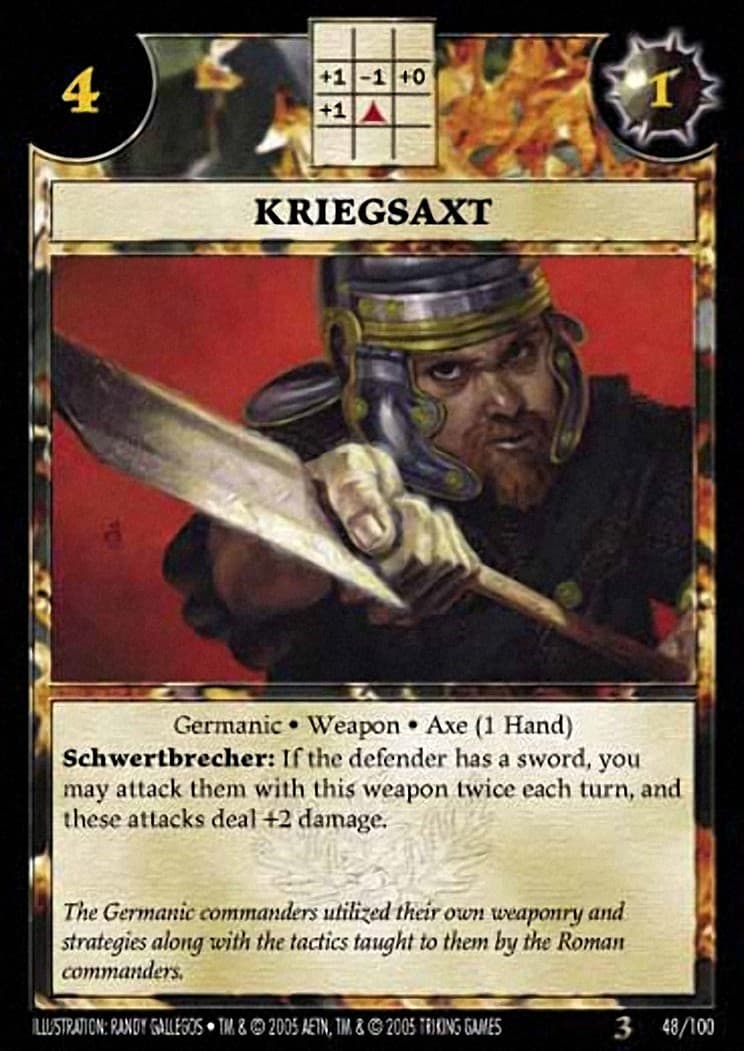 4
+1 -1 +0
+1
1
KRIEGSAXT
Germanic • Weapon • Axe (1 Hand)
Schwertbrecher: If the defender has a sword, you
may attack them with this weapon twice each turn, and
these attacks deal +2 damage.
The Germanic commanders utilized their own weaponry and
strategies along with the tactics taught to them by the Roman
commanders.
ILLUSTRATION: RANDY GALLEGOS • TM & © 2005 AETN, TM & © 2005 TRIKING GAMES 3 48/100